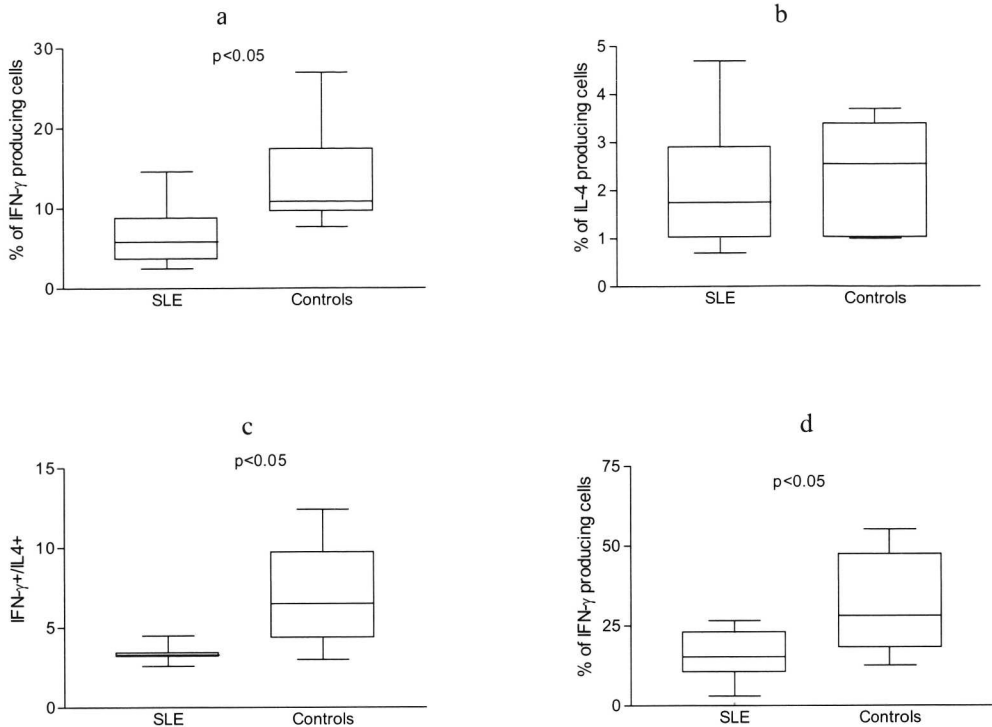 a
p<0.05
% of IFN-γ producing cells
30
20
10
0
SLE Controls
b
% of IL-4 producing cells
5
4
3
2
1
0
SLE Controls
c
p<0.05
IFN-γ+/IL4+
15
10
5
0
SLE Controls
d
p<0.05
% of IFN-γ producing cells
75
50
25
0
SLE Controls